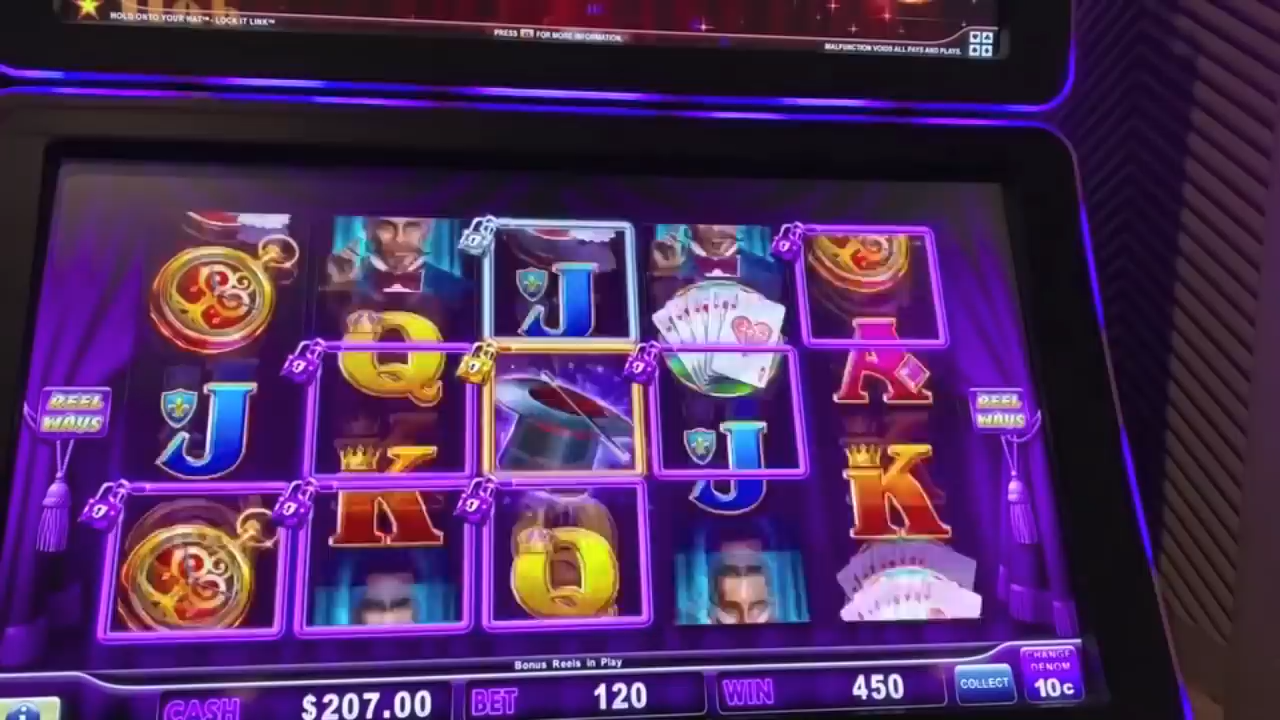 HOLD ONTO YOUR HAT™ - LOCK IT LINK™
PRESS FOR MORE INFORMATION.
MALFUNCTION VOIDS ALL PAYS AND PLAYS.
J
Q
A
REEL WAYS
J
J
REEL WAYS
K
K
Q
Bonus Reels in Play
CASH $207.00
BET 120
WIN 450
COLLECT
CHANGE DENOM
10¢